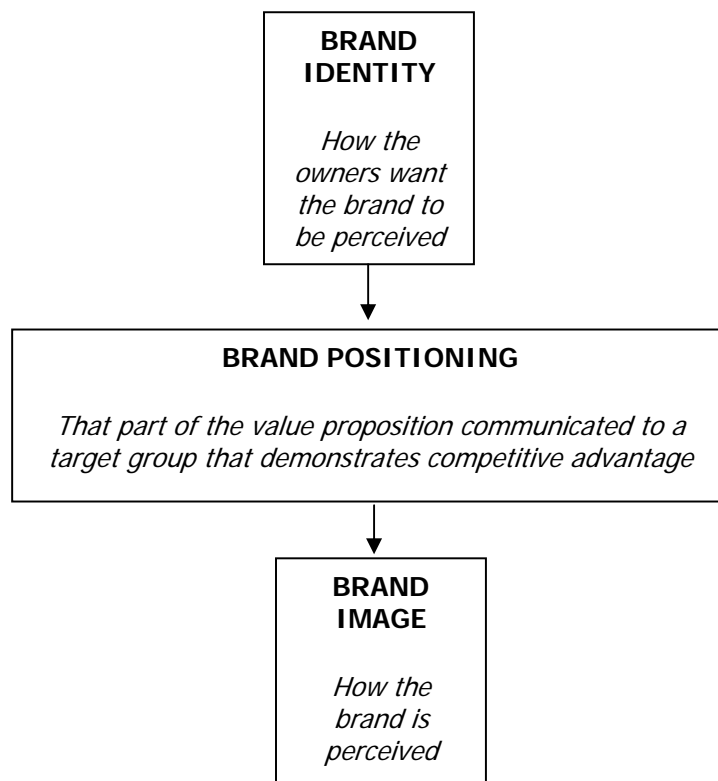 BRAND
IDENTITY
How the
owners want
the brand to
be perceived
BRAND POSITIONING
That part of the value proposition communicated to a
target group that demonstrates competitive advantage
BRAND
IMAGE
How the
brand is
perceived